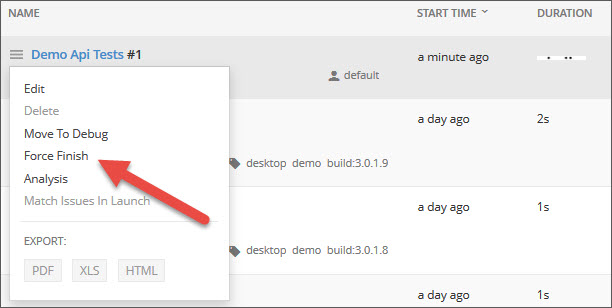 NAME START TIME DURATION
Demo Api Tests #1 a minute ago
default
Edit
Delete
Move To Debug
Force Finish
Analysis
Match Issues In Launch
EXPORT:
PDF XLS HTML
a day ago 2s
desktop demo build:3.0.1.9
a day ago 1s
desktop demo build:3.0.1.8
a day ago 1s